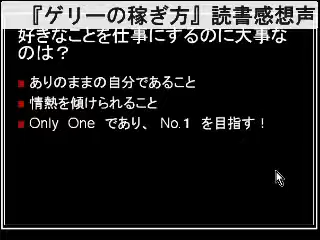 『ゲリーの稼ぎ方』読書感想声
好きなことを仕事にするのに大事な
のは？
ありのままの自分であること
情熱を傾けられること
Only One であり、 No.1 を目指す！